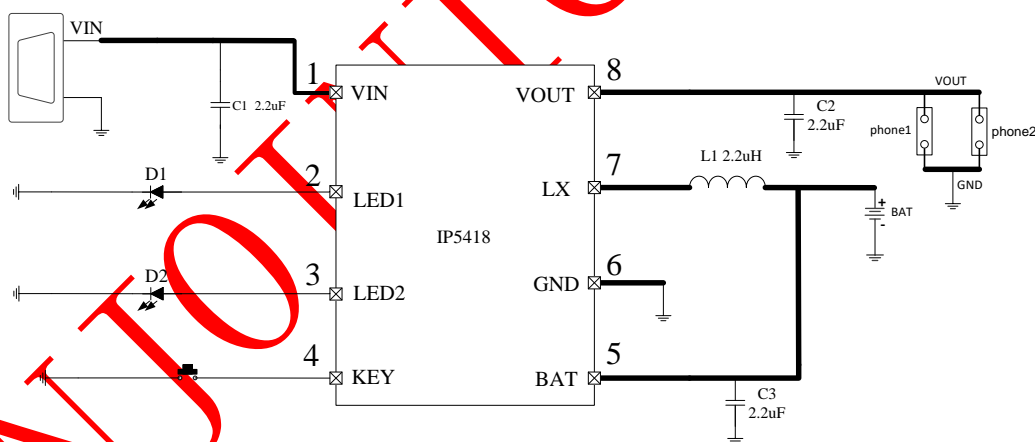 VIN
C1 2.2uF
1
VIN
D1
2
LED1
D2
3
LED2
4
KEY
IP5418
8
VOUT
VOUT
C2
2.2uF
phone1
phone2
GND
7
LX
L1 2.2uH
+
BAT
-
6
GND
5
BAT
C3
2.2uF